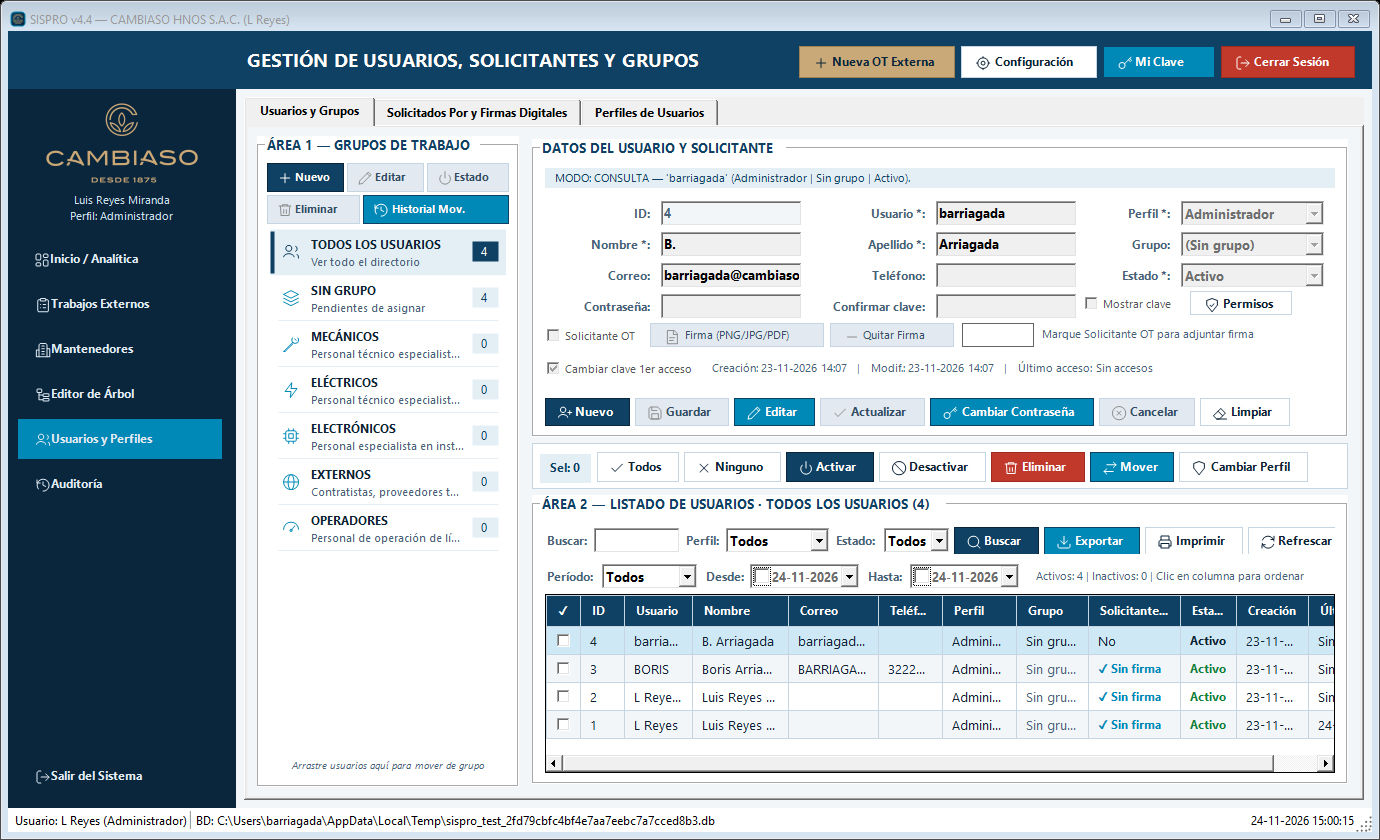 SISPRO v4.4 — CAMBIASO HNOS S.A.C. (L Reyes)
GESTIÓN DE USUARIOS, SOLICITANTES Y GRUPOS
Nueva OT Externa
Configuración
Mi Clave
Cerrar Sesión
CAMBIASO
DESDE 1875
Luis Reyes Miranda
Perfil: Administrador
Inicio / Analítica
Trabajos Externos
Mantenedores
Editor de Árbol
Usuarios y Perfiles
Auditoría
Salir del Sistema
Usuarios y Grupos
Solicitados Por y Firmas Digitales
Perfiles de Usuarios
ÁREA 1 — GRUPOS DE TRABAJO
Nuevo
Editar
Estado
Eliminar
Historial Mov.
TODOS LOS USUARIOS 4
Ver todo el directorio
SIN GRUPO 4
Pendientes de asignar
MECÁNICOS 0
Personal técnico especialist...
ELÉCTRICOS 0
Personal técnico especialist...
ELECTRÓNICOS 0
Personal especialista en inst...
EXTERNOS 0
Contratistas, proveedores t...
OPERADORES 0
Personal de operación de lí...
Arrastre usuarios aquí para mover de grupo
DATOS DEL USUARIO Y SOLICITANTE
MODO: CONSULTA — 'barriagada' (Administrador | Sin grupo | Activo).
ID: 4 Usuario *: barriagada Perfil *: Administrador
Nombre *: B. Apellido *: Arriagada Grupo: (Sin grupo)
Correo: barriagada@cambiaso Teléfono: Estado *: Activo
Contraseña: Confirmar clave: Mostrar clave Permisos
Solicitante OT Firma (PNG/JPG/PDF) Quitar Firma Marque Solicitante OT para adjuntar firma
Cambiar clave 1er acceso Creación: 23-11-2026 14:07 | Modif.: 23-11-2026 14:07 | Último acceso: Sin accesos
Nuevo Guardar Editar Actualizar Cambiar Contraseña Cancelar Limpiar
Sel: 0 Todos Ninguno Activar Desactivar Eliminar Mover Cambiar Perfil
ÁREA 2 — LISTADO DE USUARIOS · TODOS LOS USUARIOS (4)
Buscar: Perfil: Todos Estado: Todos Buscar Exportar Imprimir Refrescar
Período: Todos Desde: 24-11-2026 Hasta: 24-11-2026 Activos: 4 | Inactivos: 0 | Clic en columna para ordenar
✓ ID Usuario Nombre Correo Teléf... Perfil Grupo Solicitante... Esta... Creación Últ
4 barria... B. Arriagada barriagad... Admini... Sin gru... No Activo 23-11-... Sin
3 BORIS Boris Arria... BARRIAGA... 3222... Admini... Sin gru... ✓ Sin firma Activo 23-11-... Sin
2 L Reye... Luis Reyes ... Admini... Sin gru... ✓ Sin firma Activo 23-11-... Sin
1 L Reyes Luis Reyes ... Admini... Sin gru... ✓ Sin firma Activo 23-11-... 24-
Usuario: L Reyes (Administrador) BD: C:\Users\barriagada\AppData\Local\Temp\sispro_test_2fd79cbfc4bf4e7aa7eebc7a7cced8b3.db 24-11-2026 15:00:15